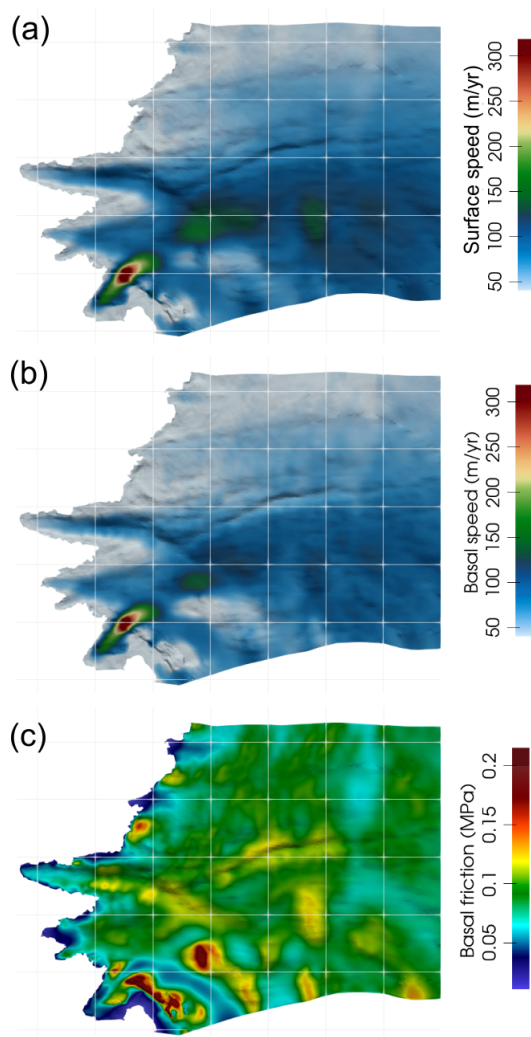 (a)
300
250
200
150
100
50
Surface speed (m/yr)
(b)
300
250
200
150
100
50
Basal speed (m/yr)
(c)
0.2
0.15
0.1
0.05
Basal friction (MPa)